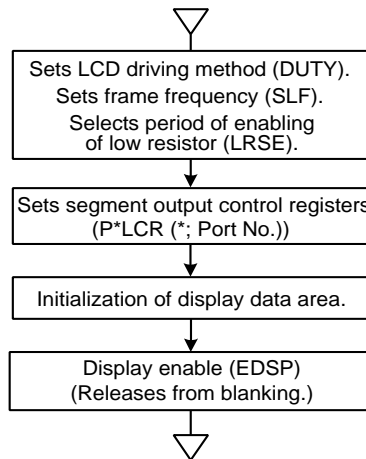 Sets LCD driving method (DUTY).
Sets frame frequency (SLF).
Selects period of enabling
of low resistor (LRSE).
Sets segment output control registers
(P*LCR (*; Port No.))
Initialization of display data area.
Display enable (EDSP)
(Releases from blanking.)